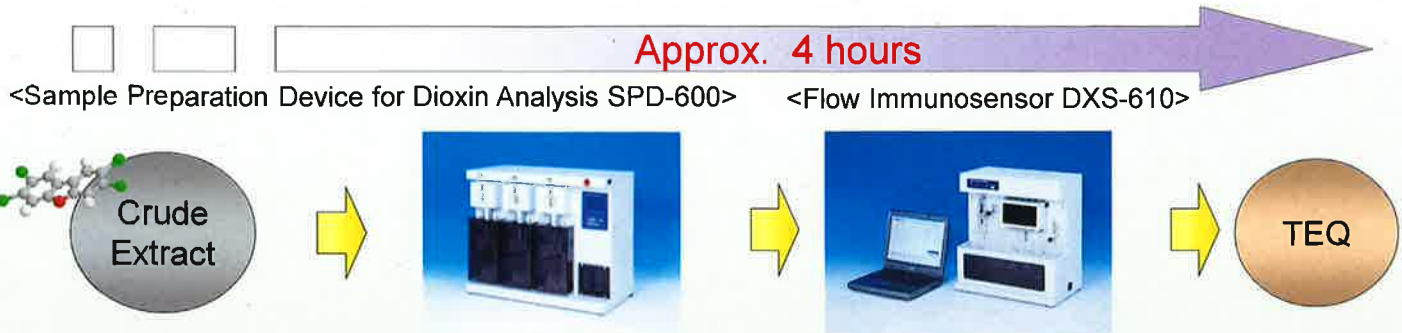 Approx. 4 hours
<Sample Preparation Device for Dioxin Analysis SPD-600>
<Flow Immunosensor DXS-610>
Crude
Extract
TEQ